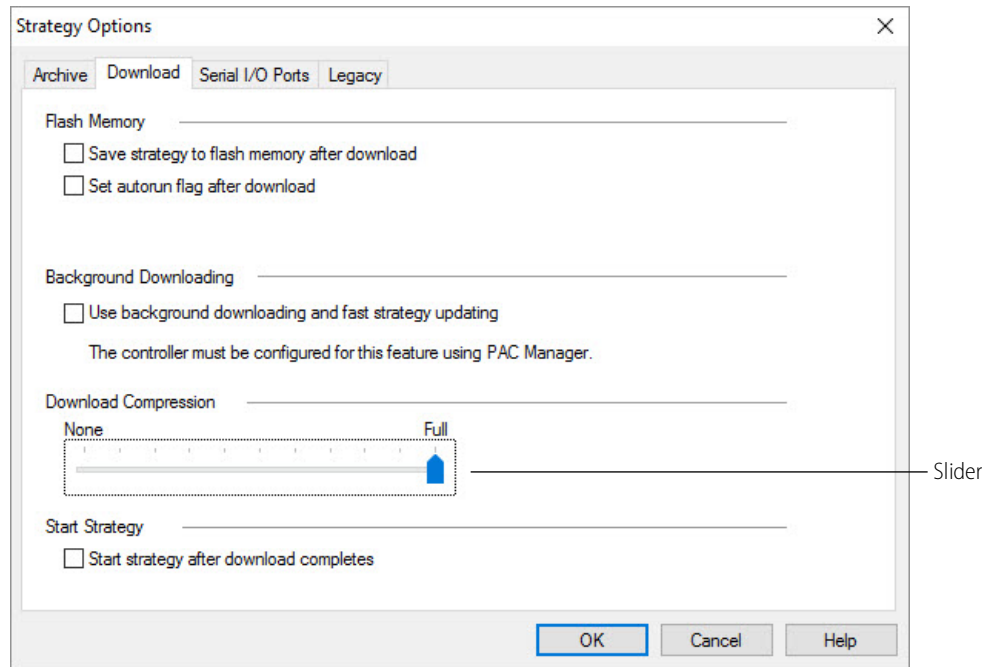 Strategy Options
Archive Download Serial I/O Ports Legacy
Flash Memory
Save strategy to flash memory after download
Set autorun flag after download
Background Downloading
Use background downloading and fast strategy updating
The controller must be configured for this feature using PAC Manager.
Download Compression
None Full
Slider
Start Strategy
Start strategy after download completes
OK Cancel Help